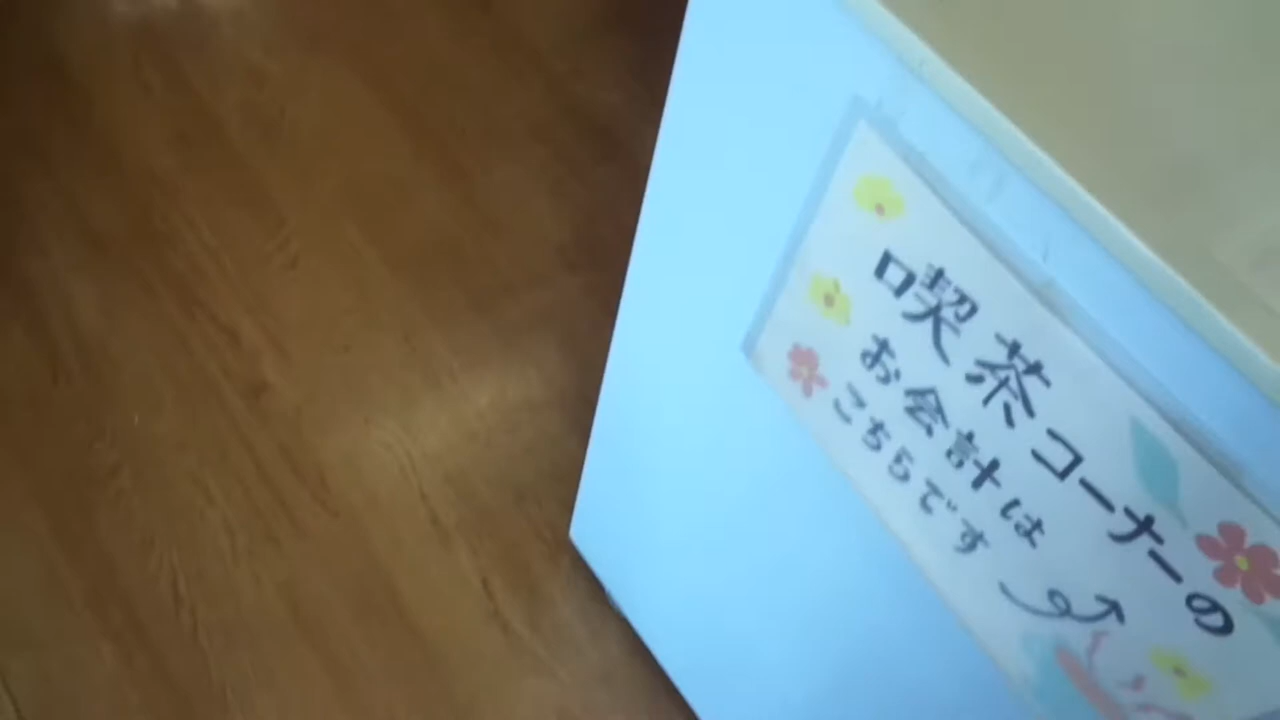 喫茶コーナーの
お会計は
こちらです